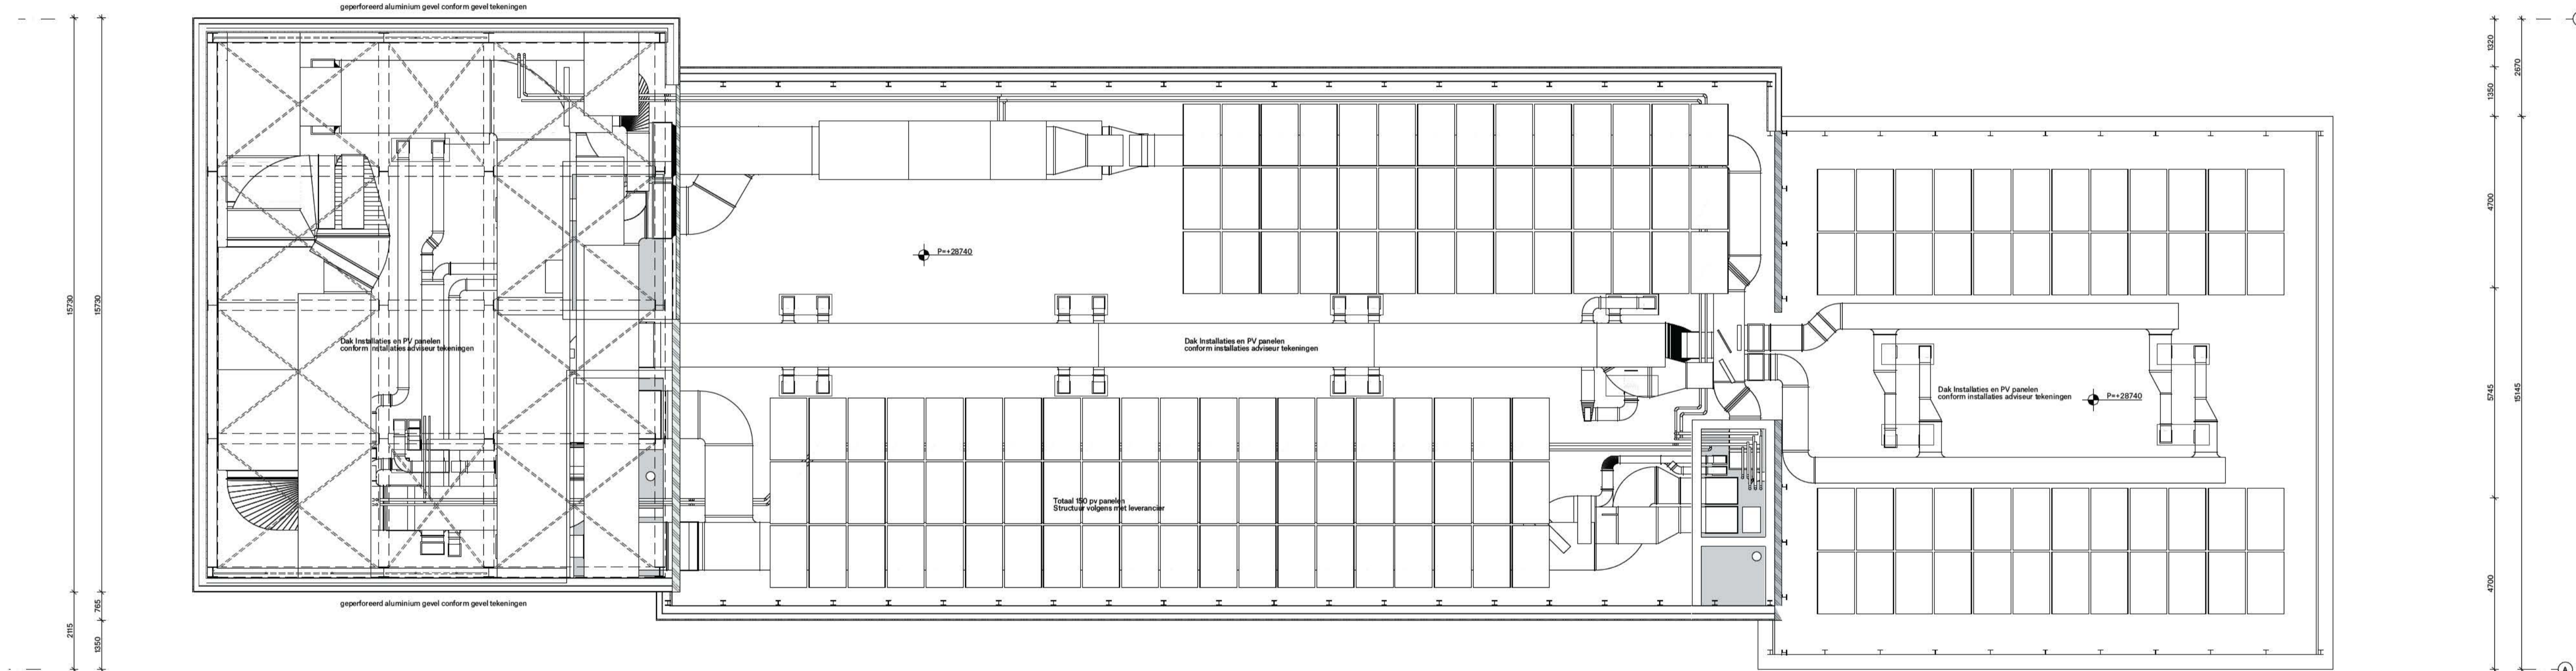 geperforeerd aluminium gevel conform gevel tekeningen
15730
15730
2115
765
1350
Dak Installaties en PV panelen
conform installaties adviseur tekeningen
geperforeerd aluminium gevel conform gevel tekeningen
P=+28740
Dak Installaties en PV panelen
conform installaties adviseur tekeningen
Totaal 150 pv panelen
Structuur volgens met leverancier
Dak Installaties en PV panelen
conform installaties adviseur tekeningen
P=+28740
1320
1350
2670
4700
5745
15145
4700
A